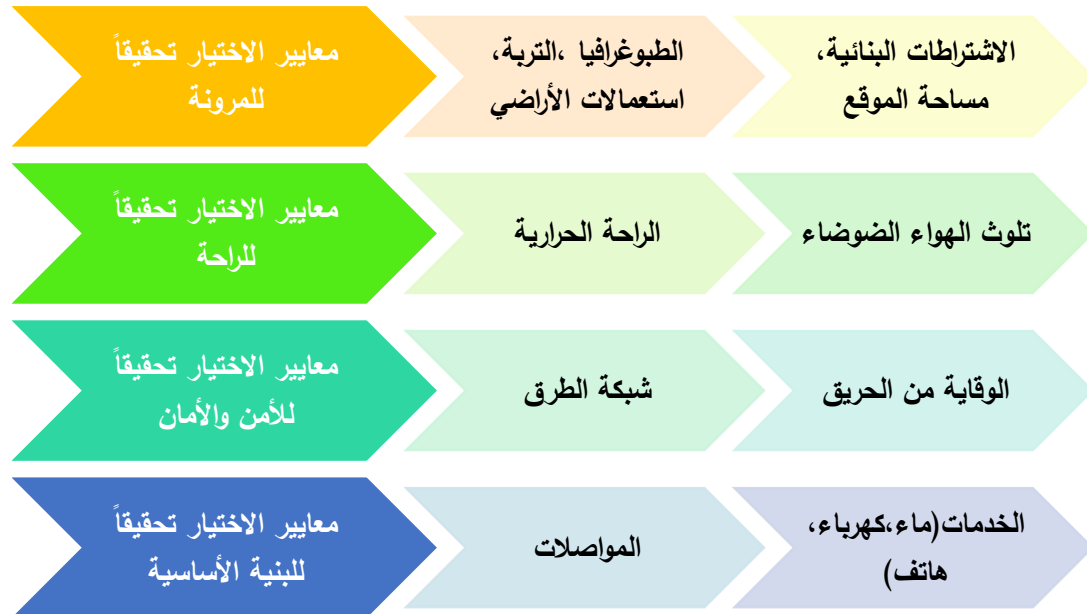 معايير الاختيار تحقيقاً
للمرونة
الطبوغرافيا ،التربة،
استعمالات الأراضي
الاشتراطات البنائية،
مساحة الموقع
معايير الاختيار تحقيقاً
للراحة
الراحة الحرارية
تلوث الهواء الضوضاء
معايير الاختيار تحقيقاً
للأمن والأمان
شبكة الطرق
الوقاية من الحريق
معايير الاختيار تحقيقاً
للبنية الأساسية
المواصلات
الخدمات(ماء،كهرباء،
هاتف)